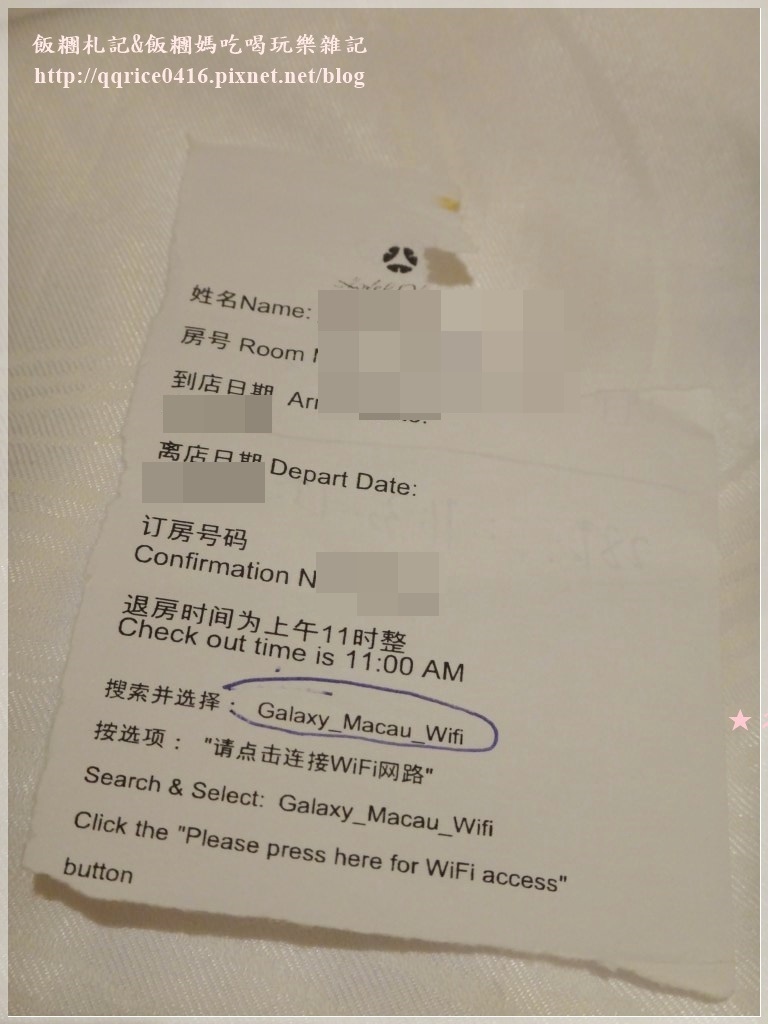 飯糰札記&飯糰媽吃喝玩樂雜記
http://qqrice0416.pixnet.net/blog
姓名Name:
房号 Room
到店日期
离店日期 Depart Date:
订房号码
Confirmation N
退房时间为上午11时整
Check out time is 11:00 AM
搜索并选择： Galaxy_Macau_Wifi
按选项： "请点击连接WiFi网路"
Search & Select: Galaxy_Macau_Wifi
Click the "Please press here for WiFi access"
button